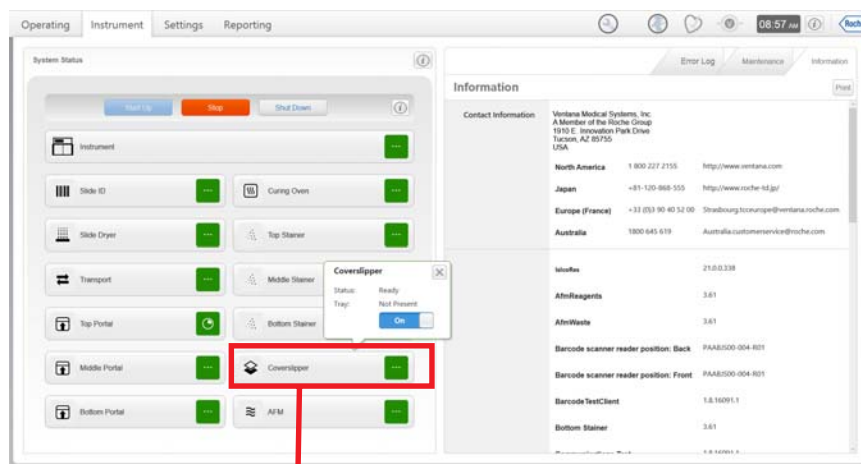 Operating Instrument Settings Reporting 08:57 AM Roch
System Status
Start Up Stop Shut Down
Instrument
Slide ID Curing Oven
Slide Dryer Top Stainer
Transport Middle Stainer
Top Portal Bottom Stainer
Middle Portal Coverslipper
Bottom Portal AFM
Coverslipper
Status: Ready
Tray: Not Present
On
Error Log Maintenance Information
Information Print
Contact Information
Ventana Medical Systems, Inc.
A Member of the Roche Group
1910 E. Innovation Park Drive
Tucson, AZ 85755
USA
North America 1 800 227 2155 http://www.ventana.com
Japan +81-120-868-555 http://www.roche-td.jp/
Europe (France) +33 (0)3 90 40 52 00 Strasbourg.tcceurope@ventana.roche.com
Australia 1800 645 619 Australia.customerservice@roche.com
21.0.0.338
AfmReagents 3.61
AfmWaste 3.61
Barcode scanner reader position: Back
Barcode scanner reader position: Front
BarcodeTestClient 1.8.16091.1
Bottom Stainer 3.61